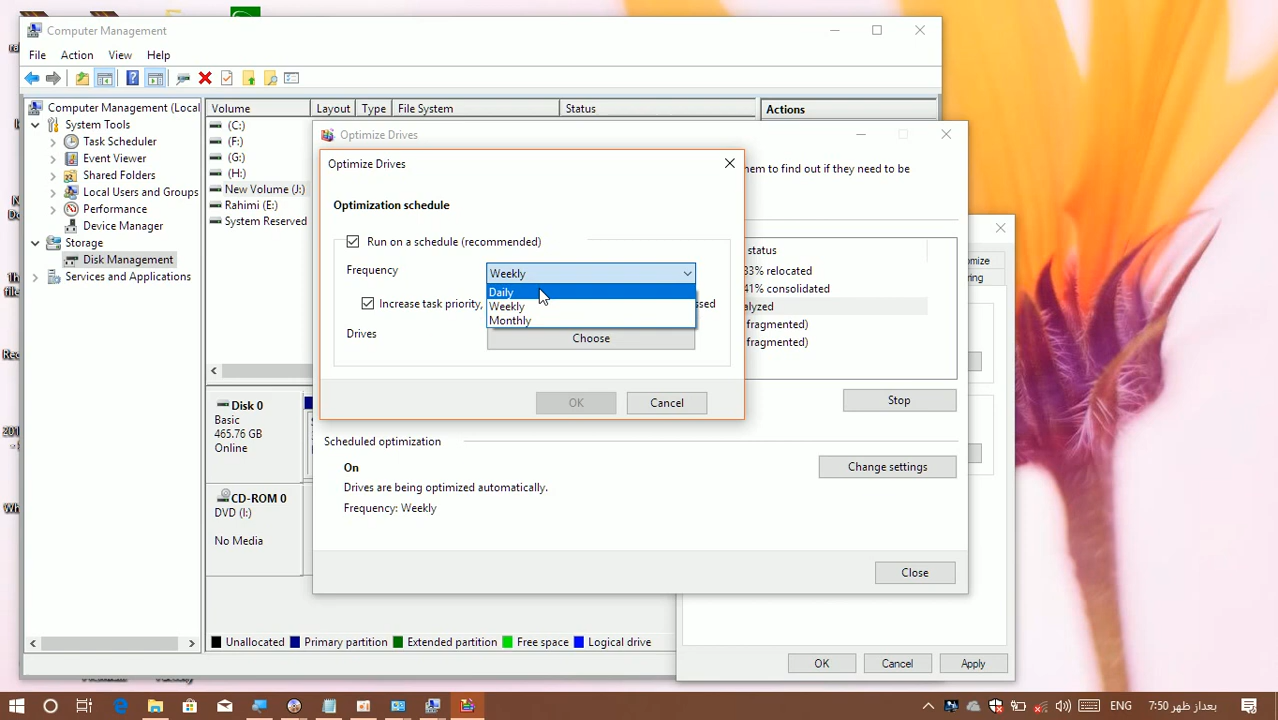 Computer Management
File Action View Help
Computer Management (Local
System Tools
Task Scheduler
Event Viewer
Shared Folders
Local Users and Groups
Performance
Device Manager
Storage
Disk Management
Services and Applications
Volume Layout Type File System Status
(C:)
(F:)
(G:)
(H:)
New Volume (J:)
Rahimi (E:)
System Reserved
Actions
Disk 0
Basic
465.76 GB
Online
CD-ROM 0
DVD (I:)
No Media
Unallocated Primary partition Extended partition Free space Logical drive
Optimize Drives
em to find out if they need to be
status
33% relocated
41% consolidated
alyzed
fragmented)
fragmented)
Stop
Scheduled optimization
On
Drives are being optimized automatically.
Frequency: Weekly
Change settings
Close
Optimize Drives
Optimization schedule
Run on a schedule (recommended)
Frequency Weekly
Daily
Weekly
Monthly
Increase task priority, ssed
Drives Choose
OK Cancel
omize
ring
OK Cancel Apply
ENG 7:50 بعداز ظهر